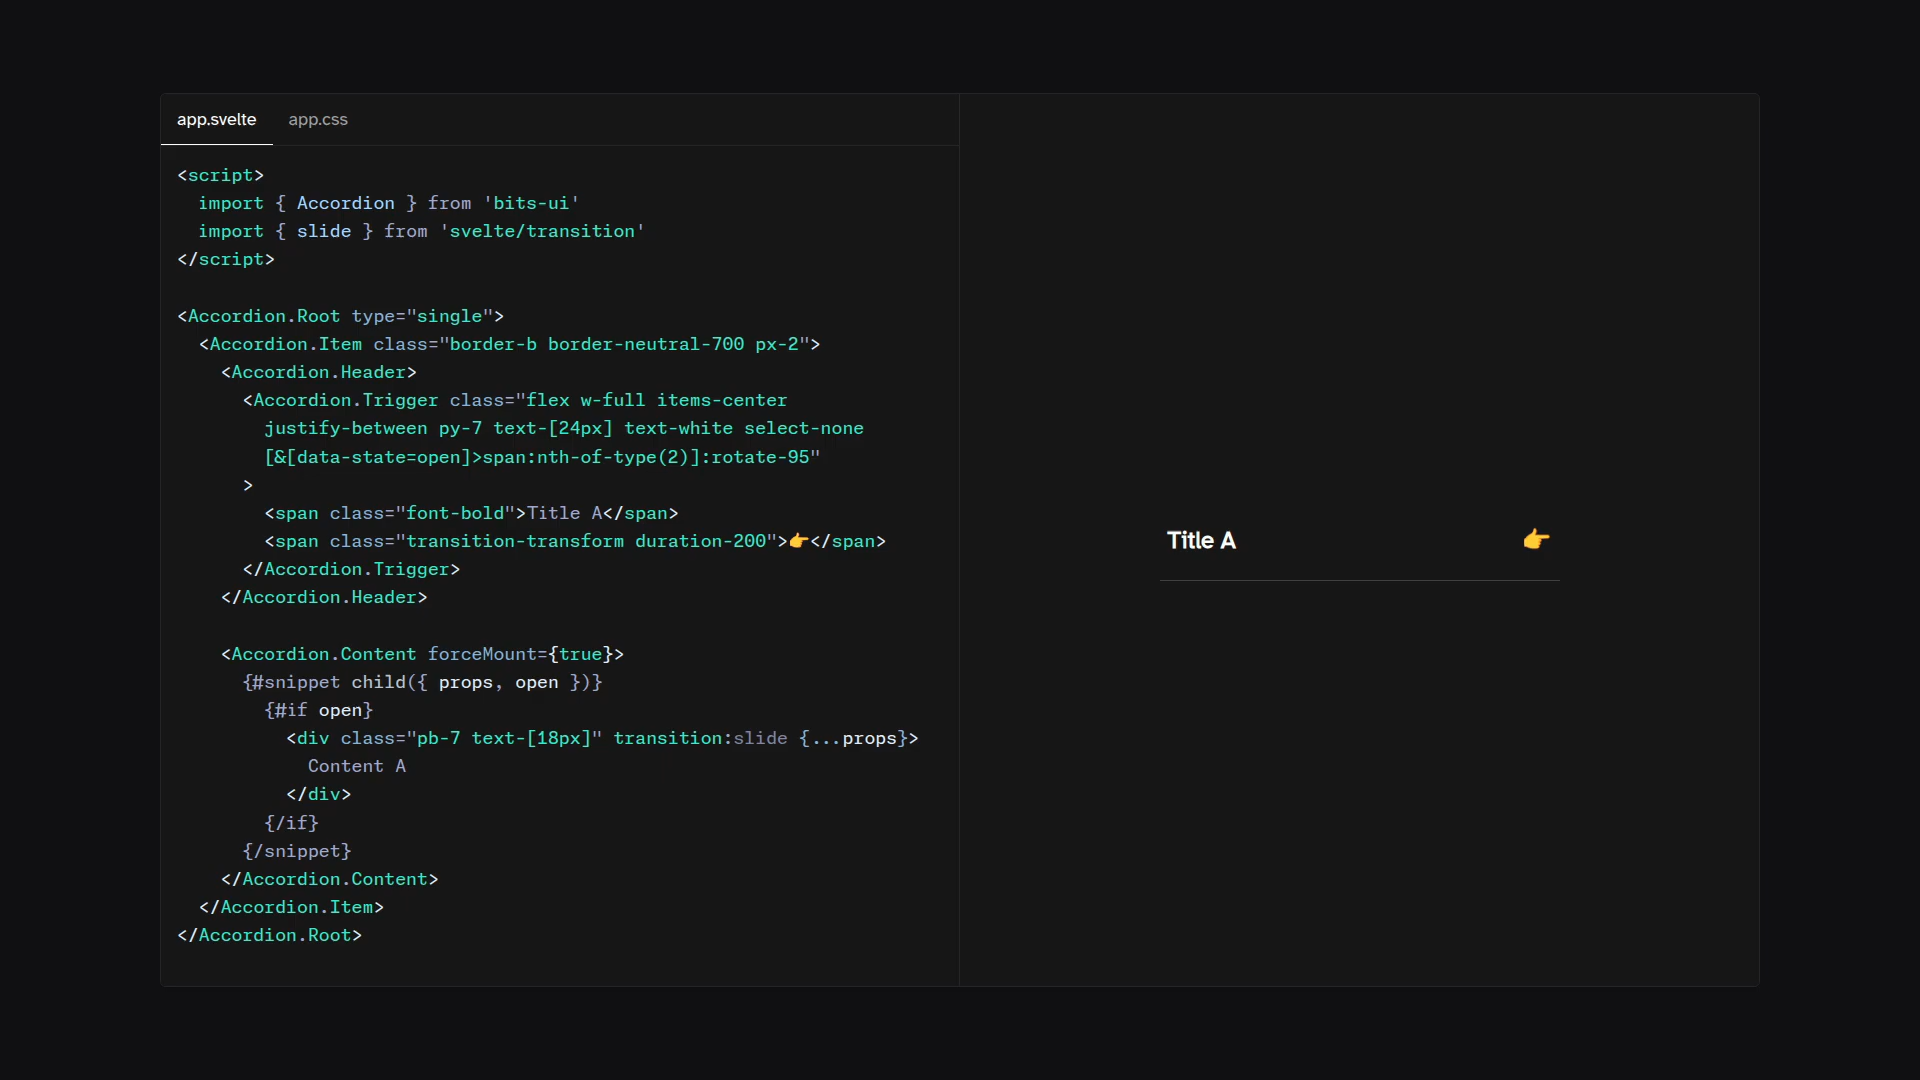 app.svelte app.css
<script>
  import { Accordion } from 'bits-ui'
  import { slide } from 'svelte/transition'
</script>

<Accordion.Root type="single">
  <Accordion.Item class="border-b border-neutral-700 px-2">
    <Accordion.Header>
      <Accordion.Trigger class="flex w-full items-center
        justify-between py-7 text-[24px] text-white select-none
        [&[data-state=open]>span:nth-of-type(2)]:rotate-95"
      >
        <span class="font-bold">Title A</span>
        <span class="transition-transform duration-200">👉</span>
      </Accordion.Trigger>
    </Accordion.Header>

    <Accordion.Content forceMount={true}>
      {#snippet child({ props, open })}
        {#if open}
          <div class="pb-7 text-[18px]" transition:slide {...props}>
            Content A
          </div>
        {/if}
      {/snippet}
    </Accordion.Content>
  </Accordion.Item>
</Accordion.Root>
Title A 👉